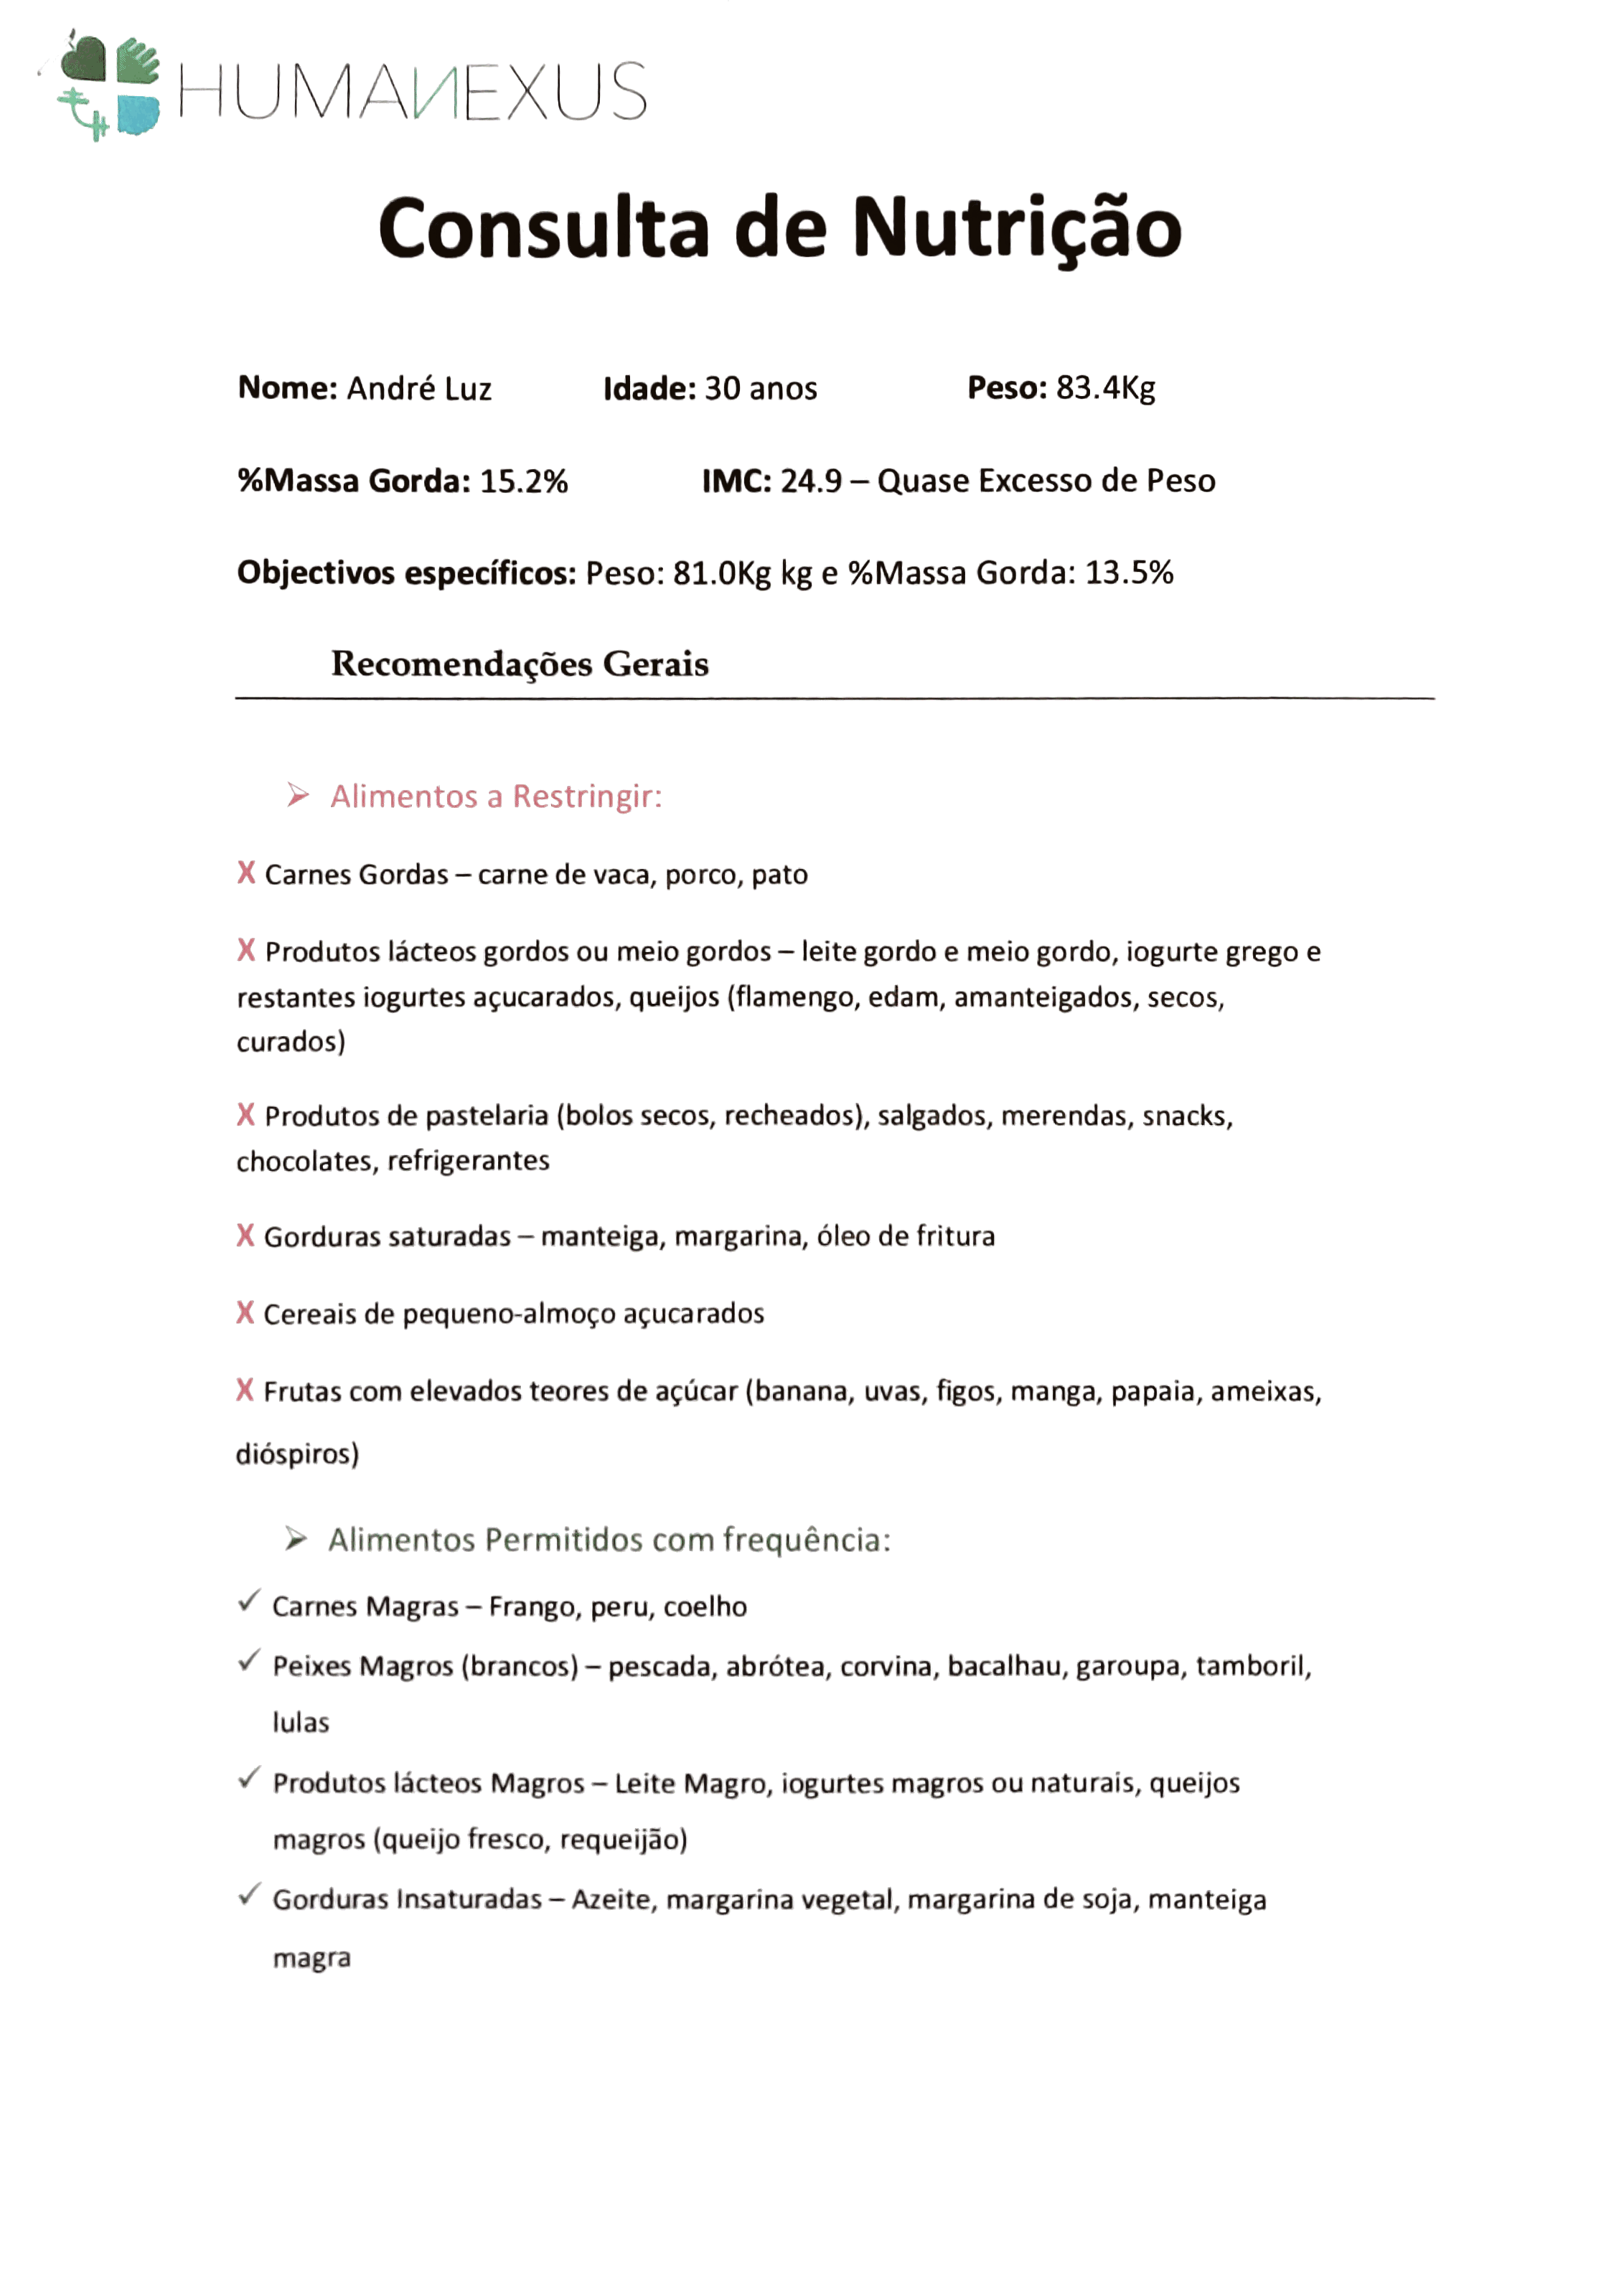 HUMANEXUS
Consulta de Nutrição
Nome: André Luz Idade: 30 anos Peso: 83.4Kg
%Massa Gorda: 15.2% IMC: 24.9 – Quase Excesso de Peso
Objectivos específicos: Peso: 81.0Kg kg e %Massa Gorda: 13.5%
Recomendações Gerais
➢ Alimentos a Restringir:
X Carnes Gordas – carne de vaca, porco, pato
X Produtos lácteos gordos ou meio gordos – leite gordo e meio gordo, iogurte grego e
restantes iogurtes açucarados, queijos (flamengo, edam, amanteigados, secos,
curados)
X Produtos de pastelaria (bolos secos, recheados), salgados, merendas, snacks,
chocolates, refrigerantes
X Gorduras saturadas – manteiga, margarina, óleo de fritura
X Cereais de pequeno-almoço açucarados
X Frutas com elevados teores de açúcar (banana, uvas, figos, manga, papaia, ameixas,
dióspiros)
➢ Alimentos Permitidos com frequência:
✓ Carnes Magras – Frango, peru, coelho
✓ Peixes Magros (brancos) – pescada, abrótea, corvina, bacalhau, garoupa, tamboril,
lulas
✓ Produtos lácteos Magros – Leite Magro, iogurtes magros ou naturais, queijos
magros (queijo fresco, requeijão)
✓ Gorduras Insaturadas – Azeite, margarina vegetal, margarina de soja, manteiga
magra